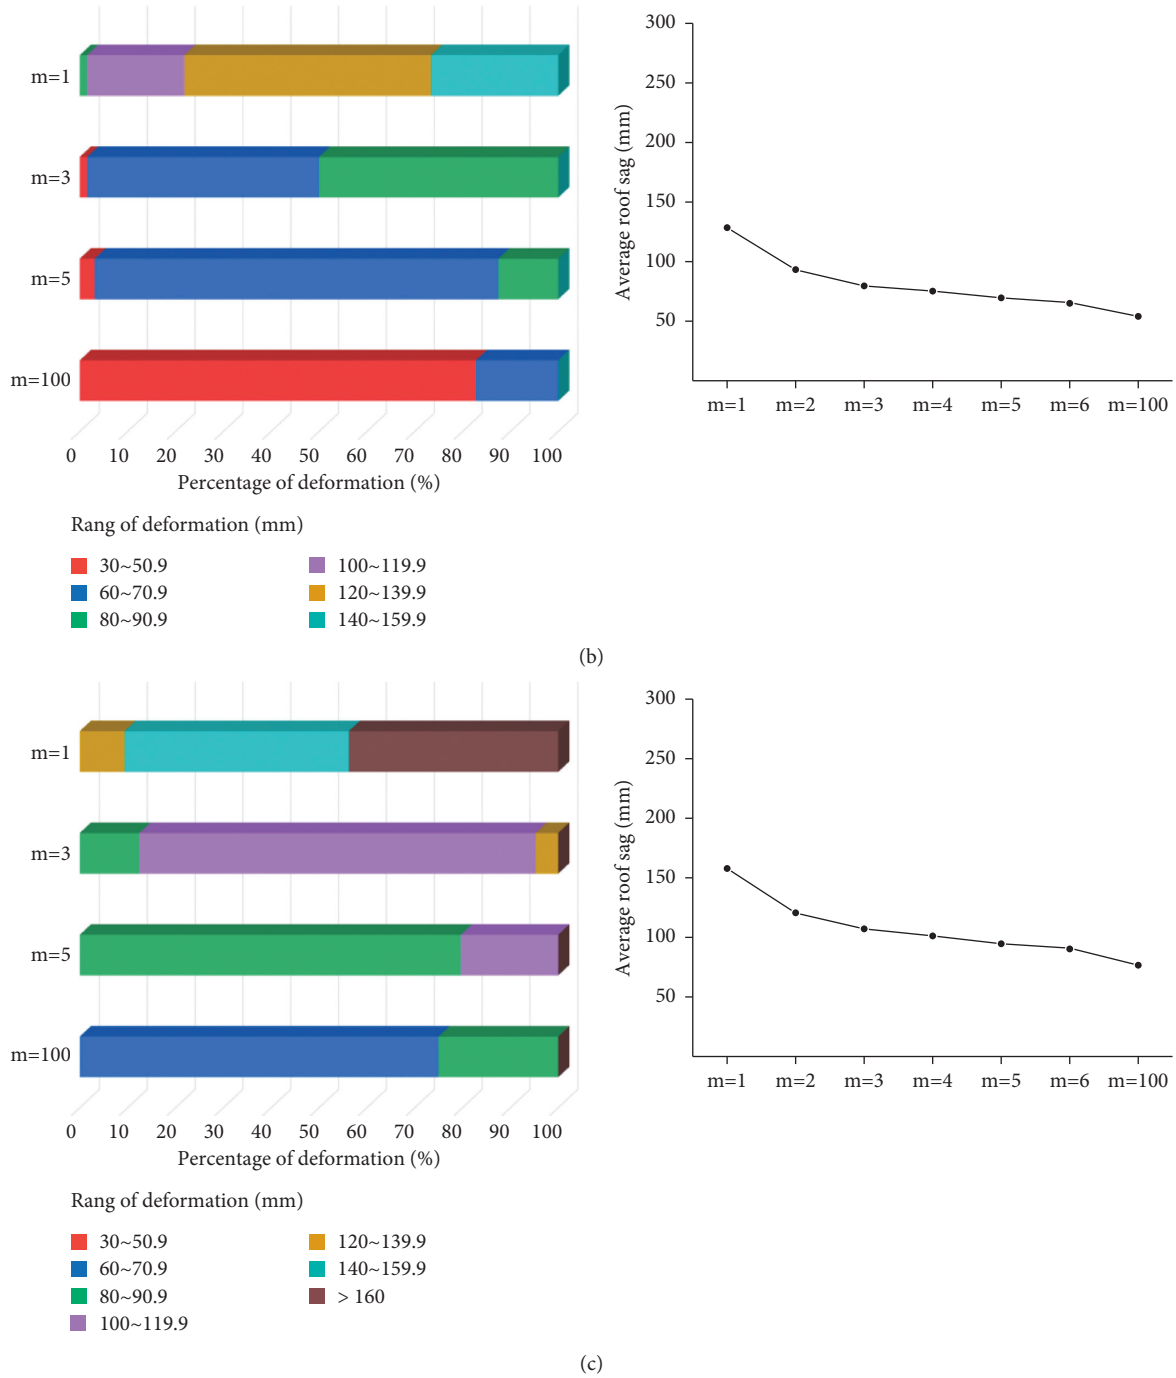 m=1
m=3
m=5
m=100
0 10 20 30 40 50 60 70 80 90 100
Percentage of deformation (%)
Rang of deformation (mm)
30~50.9
60~70.9
80~90.9
100~119.9
120~139.9
140~159.9
Average roof sag (mm)
300
250
200
150
100
50
m=1 m=2 m=3 m=4 m=5 m=6 m=100
(b)
m=1
m=3
m=5
m=100
0 10 20 30 40 50 60 70 80 90 100
Percentage of deformation (%)
Rang of deformation (mm)
30~50.9
60~70.9
80~90.9
100~119.9
120~139.9
140~159.9
> 160
Average roof sag (mm)
300
250
200
150
100
50
m=1 m=2 m=3 m=4 m=5 m=6 m=100
(c)